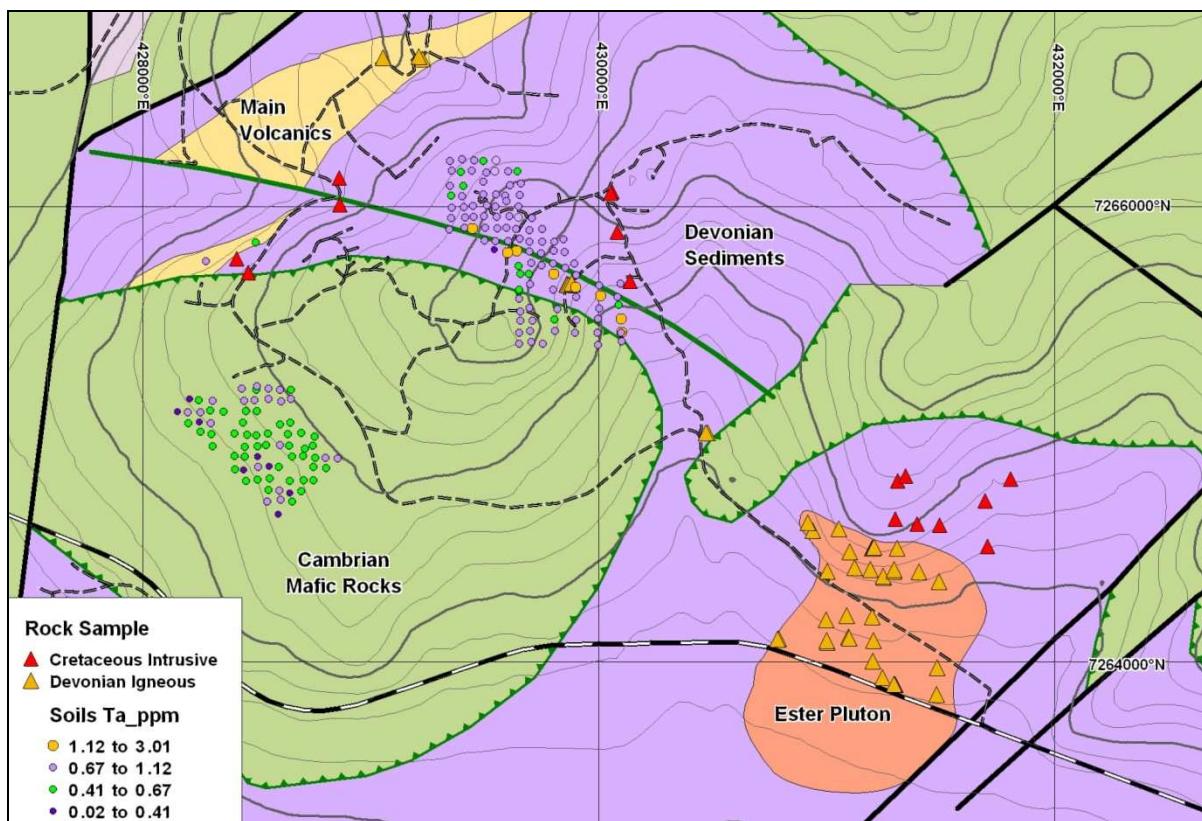 428000°E
430000°E
432000°E
Main
Volcanics
7266000°N
Devonian
Sediments
Cambrian
Mafic Rocks
7264000°N
Ester Pluton
Rock Sample
Cretaceous Intrusive
Devonian Igneous
Soils Ta_ppm
1.12 to 3.01
0.67 to 1.12
0.41 to 0.67
0.02 to 0.41